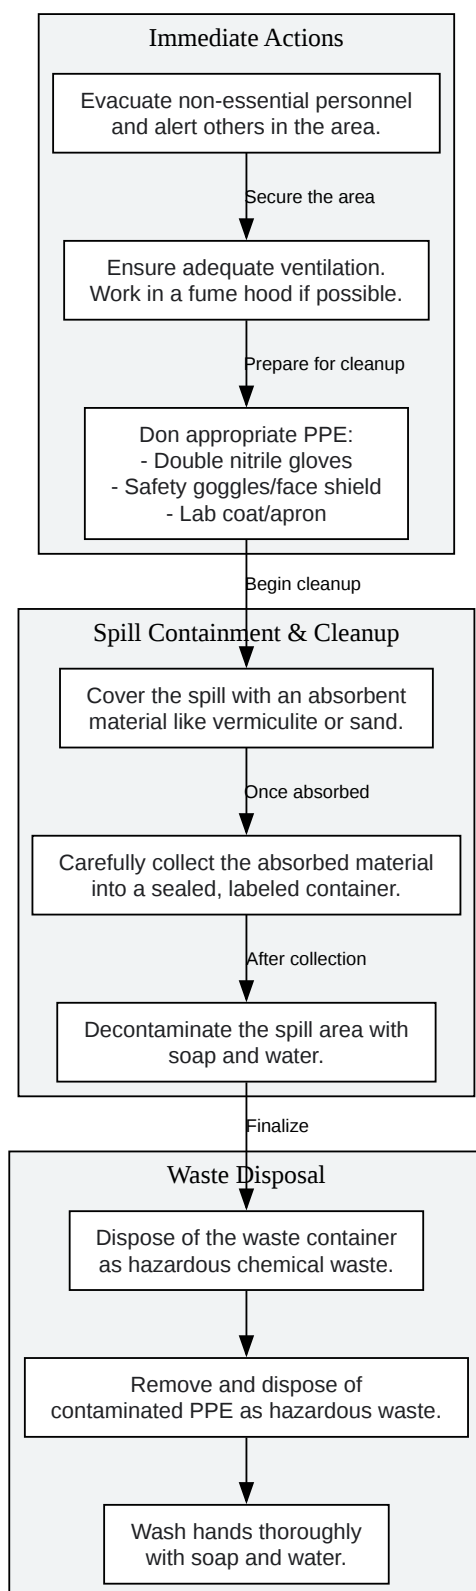 Immediate Actions
Evacuate non-essential personnel
and alert others in the area.
Secure the area
Ensure adequate ventilation.
Work in a fume hood if possible.
Prepare for cleanup
Don appropriate PPE:
- Double nitrile gloves
- Safety goggles/face shield
- Lab coat/apron
Begin cleanup
Spill Containment & Cleanup
Cover the spill with an absorbent
material like vermiculite or sand.
Once absorbed
Carefully collect the absorbed material
into a sealed, labeled container.
After collection
Decontaminate the spill area with
soap and water.
Finalize
Waste Disposal
Dispose of the waste container
as hazardous chemical waste.
Remove and dispose of
contaminated PPE as hazardous waste.
Wash hands thoroughly
with soap and water.